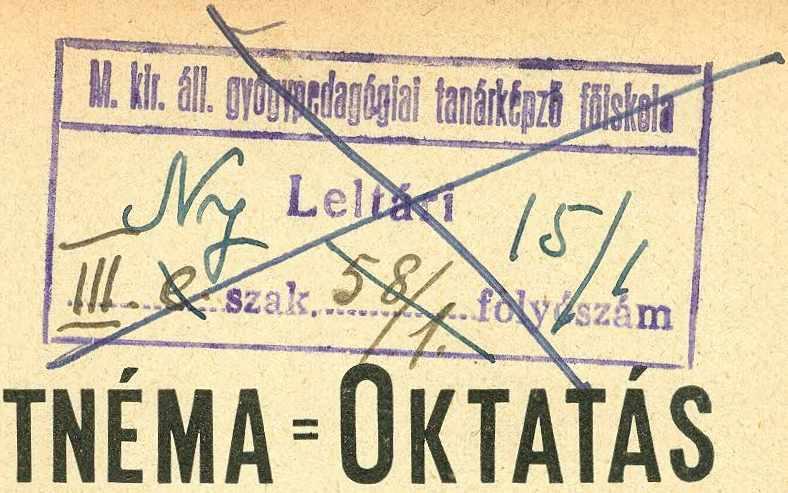 M. kir. áll. gyógypedagógiai tanárképző főiskola
Ny Leltári 15/1
III. e. szak. 58/1. folyószám
TNÉMA = OKTATÁS